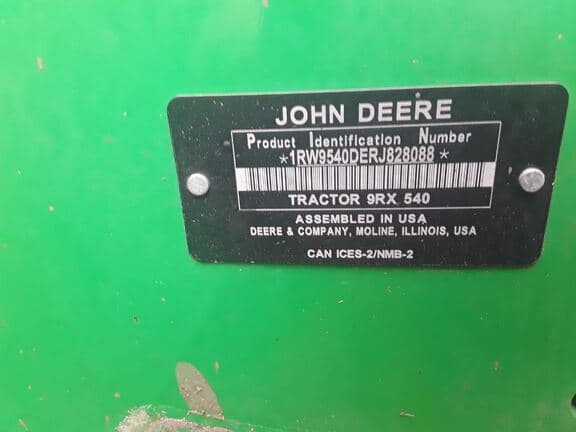 JOHN DEERE
Product Identification Number
*1RW9540DERJ828088*
TRACTOR 9RX 540
ASSEMBLED IN USA
DEERE & COMPANY, MOLINE, ILLINOIS, USA
CAN ICES-2/NMB-2